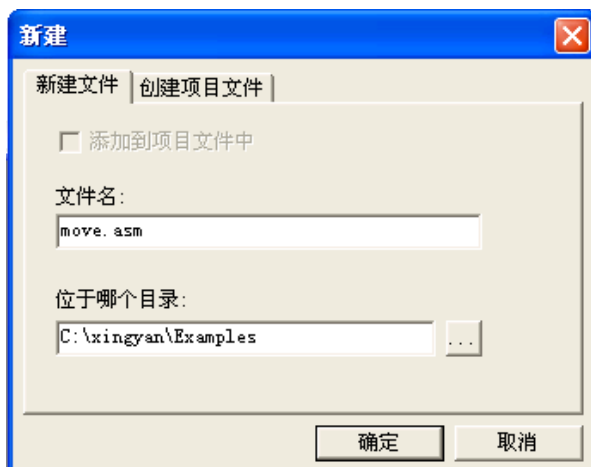 新建
新建文件 创建项目文件
添加到项目文件中
文件名:
move.asm
位于哪个目录:
C:\xingyan\Examples
...
确定 取消